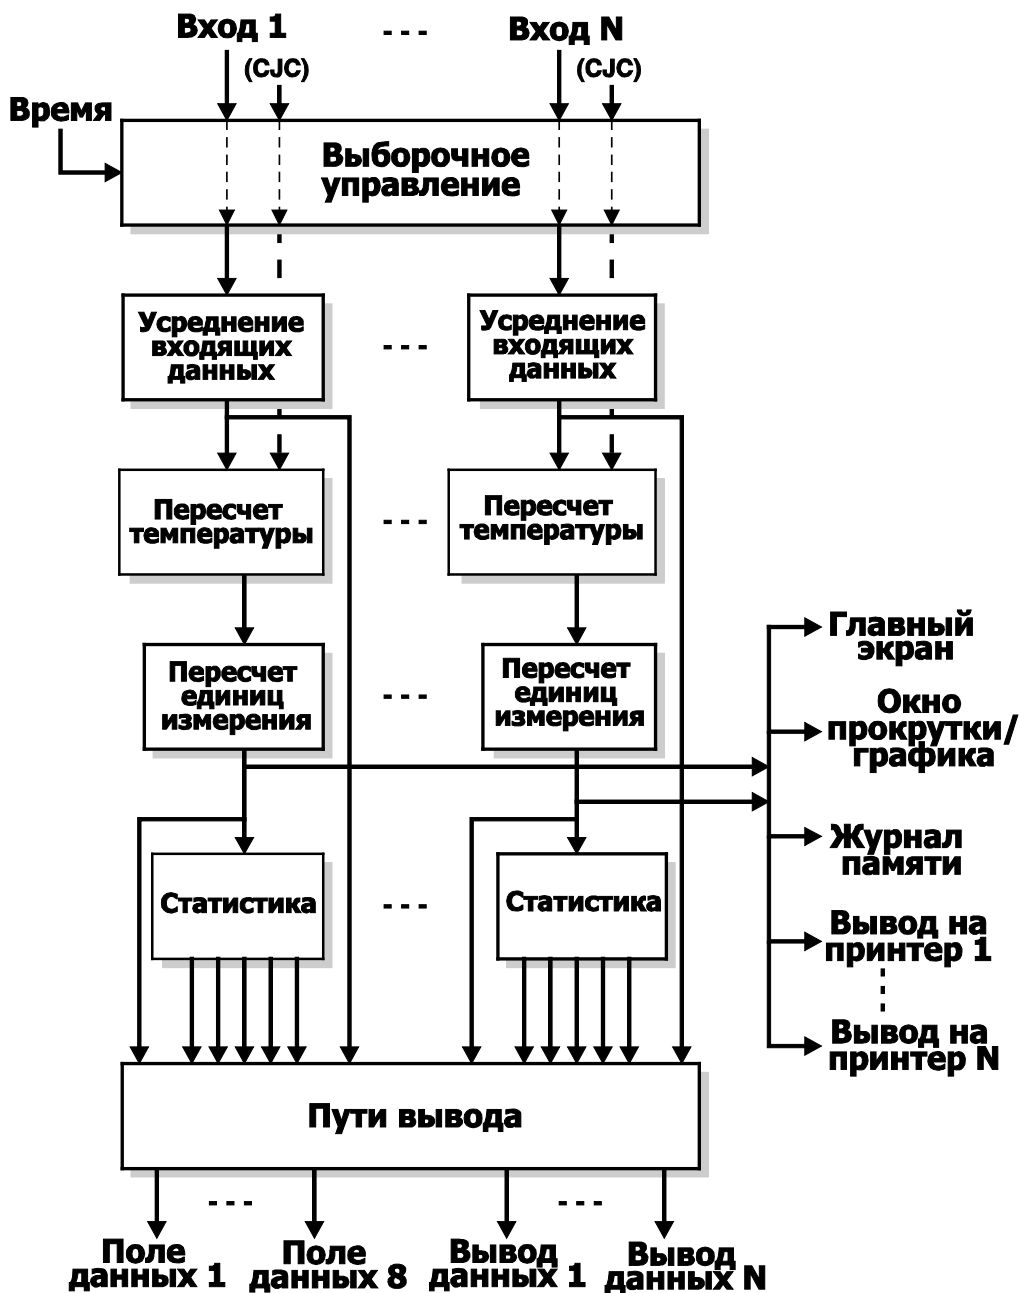 Вход 1
- - -
Вход N
(CJC)
(CJC)
Время
Выборочное
управление
Усреднение
входящих
данных
- - -
Усреднение
входящих
данных
Пересчет
температуры
- - -
Пересчет
температуры
Главный
экран
Пересчет
единиц
измерения
- - -
Пересчет
единиц
измерения
Окно
прокрутки/
графика
Журнал
памяти
Статистика
- - -
Статистика
Вывод на
принтер 1
Вывод на
принтер N
Пути вывода
- - -
- - -
Поле
данных 1
Поле
данных 8
Вывод
данных 1
Вывод
данных N